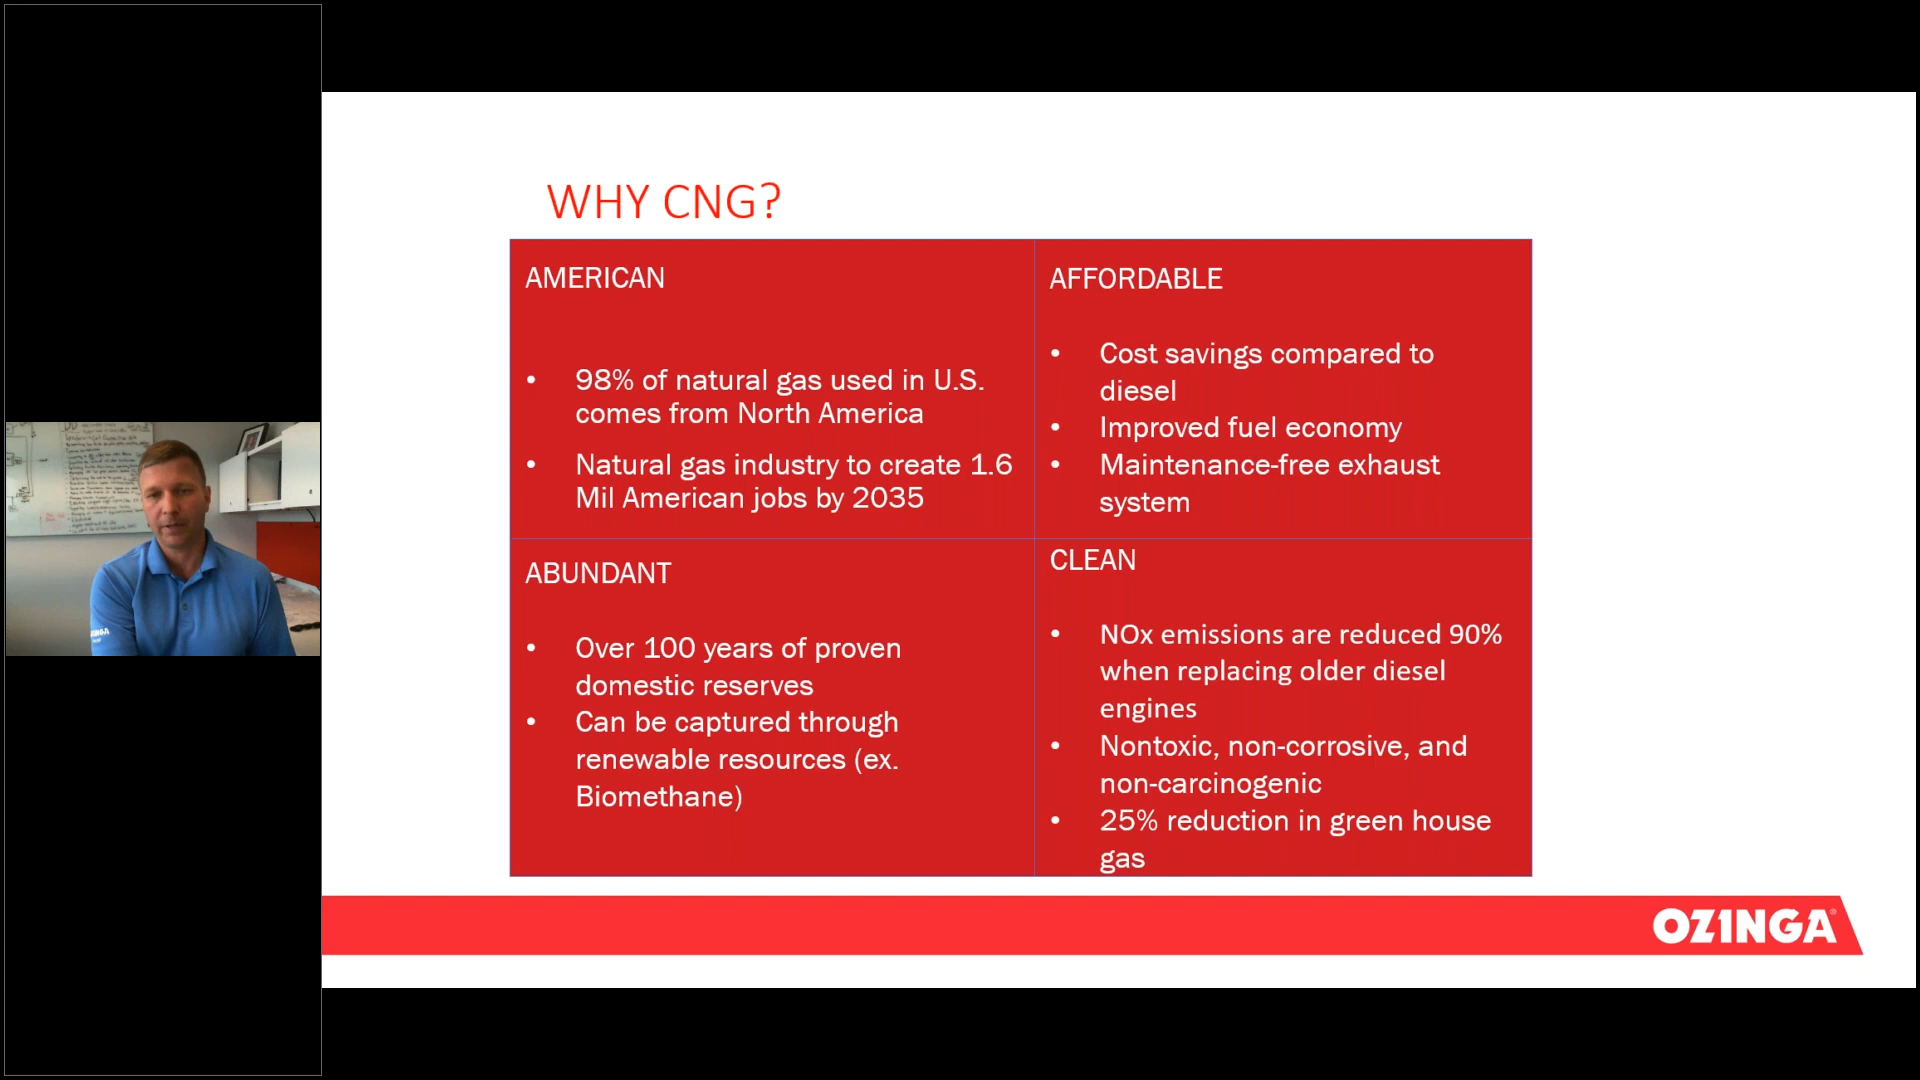 WHY CNG?
AMERICAN
• 98% of natural gas used in U.S.
comes from North America
• Natural gas industry to create 1.6
Mil American jobs by 2035
AFFORDABLE
• Cost savings compared to
diesel
• Improved fuel economy
• Maintenance-free exhaust
system
ABUNDANT
• Over 100 years of proven
domestic reserves
• Can be captured through
renewable resources (ex.
Biomethane)
CLEAN
• NOx emissions are reduced 90%
when replacing older diesel
engines
• Nontoxic, non-corrosive, and
non-carcinogenic
• 25% reduction in green house
gas
OZINGA®